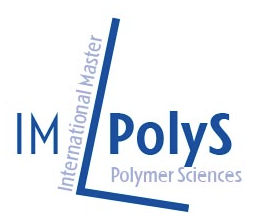 International Master
IM PolyS
Polymer Sciences